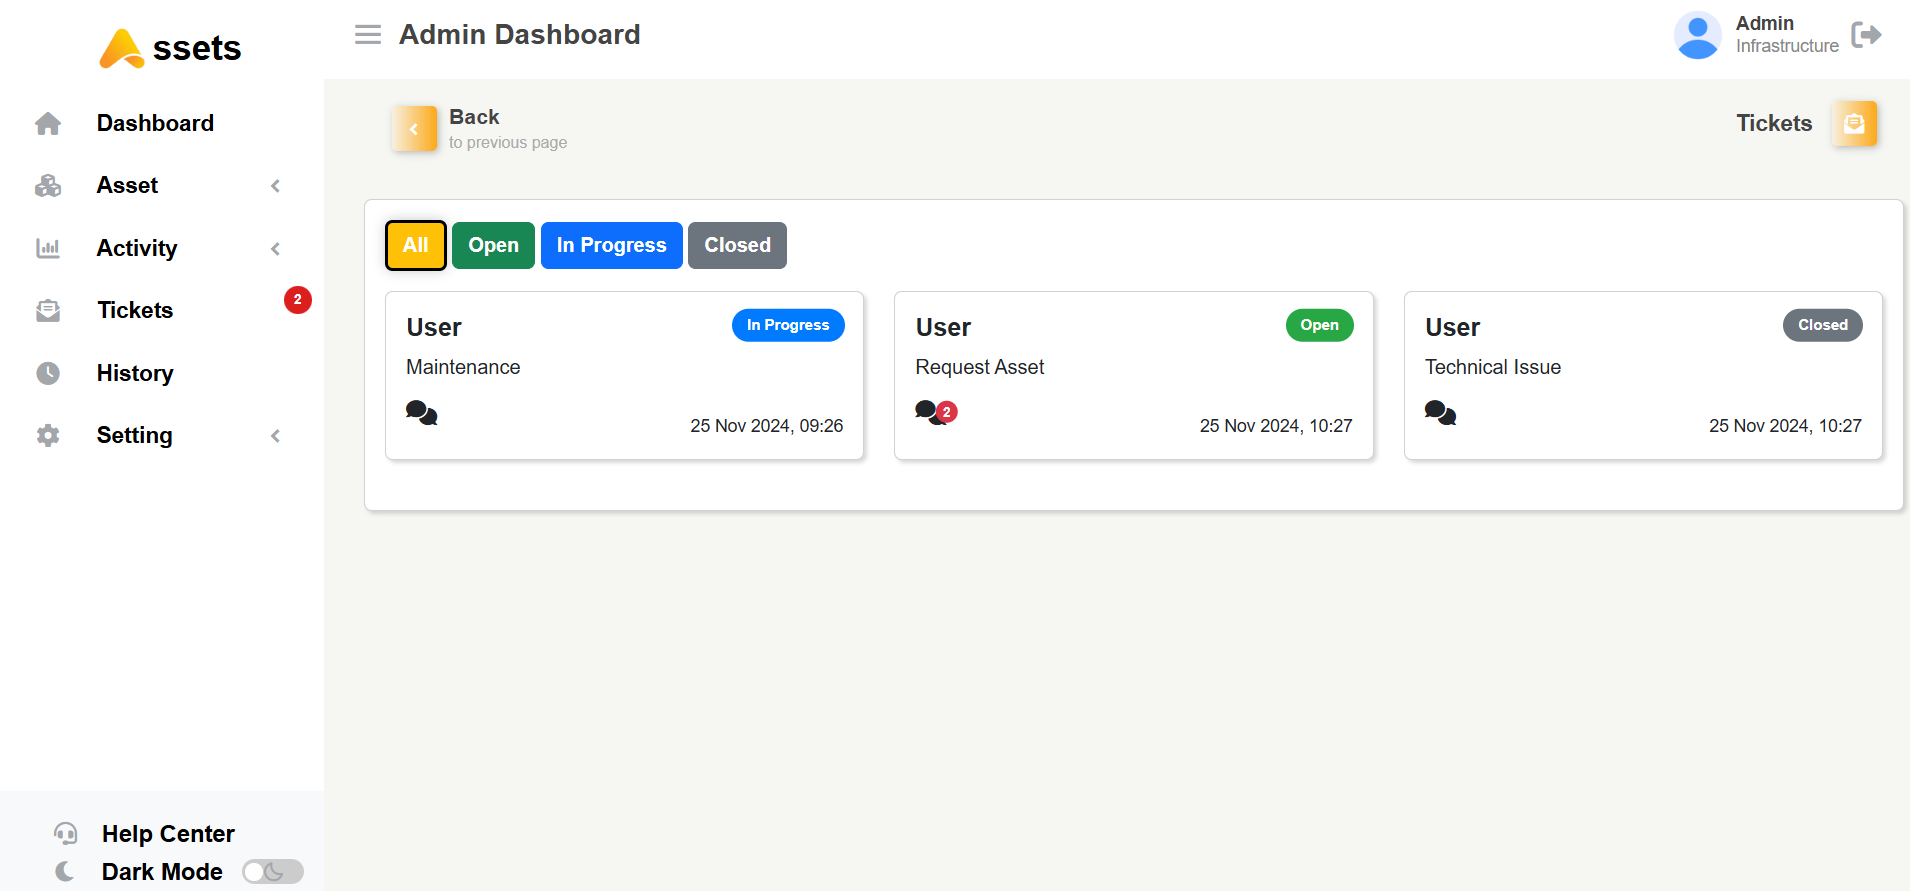 ssets
Dashboard
Asset
Activity
Tickets
2
History
Setting
Help Center
Dark Mode
Admin Dashboard
Admin
Infrastructure
Back
to previous page
Tickets
All Open In Progress Closed
User In Progress
Maintenance
25 Nov 2024, 09:26
User Open
Request Asset
2
25 Nov 2024, 10:27
User Closed
Technical Issue
25 Nov 2024, 10:27